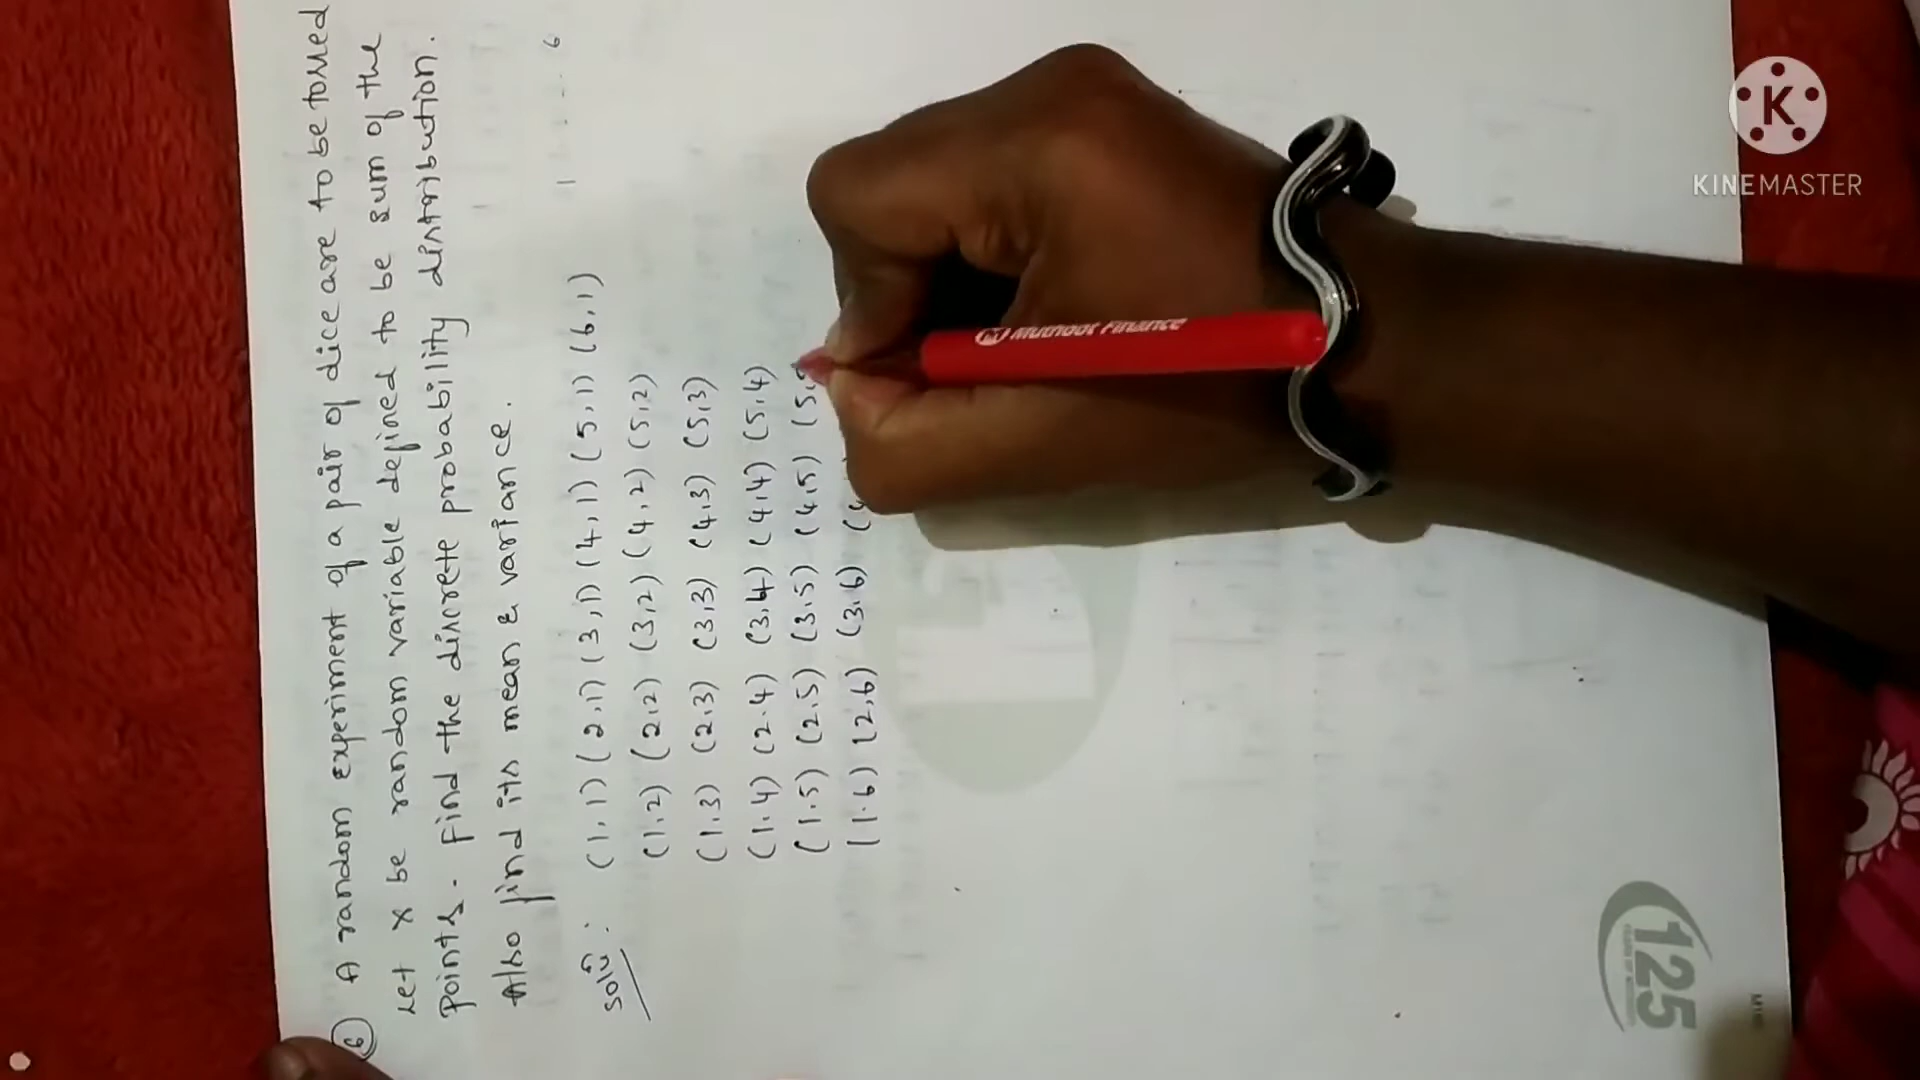 6 A random experiment of a pair of dice are to be tossed
Let x be random variable defined to be sum of the
points. Find the discrete probability distribution.
Also find its mean & variance.
1 - - - 6
Soln: (1,1) (2,1) (3,1) (4,1) (5,1) (6,1)
(1,2) (2,2) (3,2) (4,2) (5,2)
(1,3) (2,3) (3,3) (4,3) (5,3)
(1,4) (2,4) (3,4) (4,4) (5,4)
(1,5) (2,5) (3,5) (4,5) (5,
(1,6) (2,6) (3,6) (4
Muthoot Finance
KINEMASTER
K
125